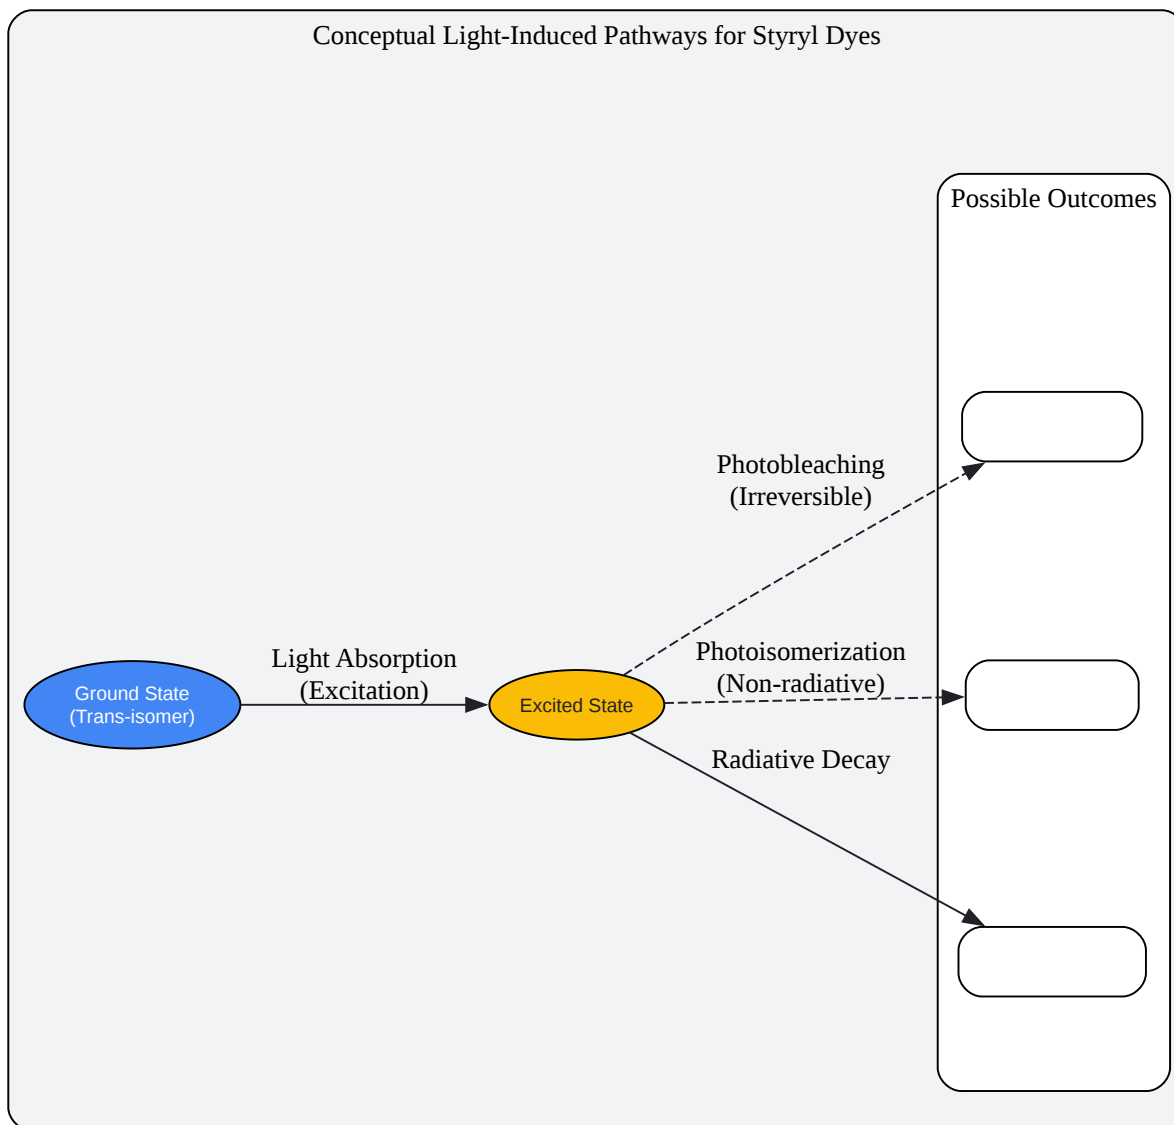 Conceptual Light-Induced Pathways for Styryl Dyes
Possible Outcomes
Photobleaching
(Irreversible)
Light Absorption
(Excitation)
Photoisomerization
(Non-radiative)
Ground State
(Trans-isomer)
Excited State
Radiative Decay